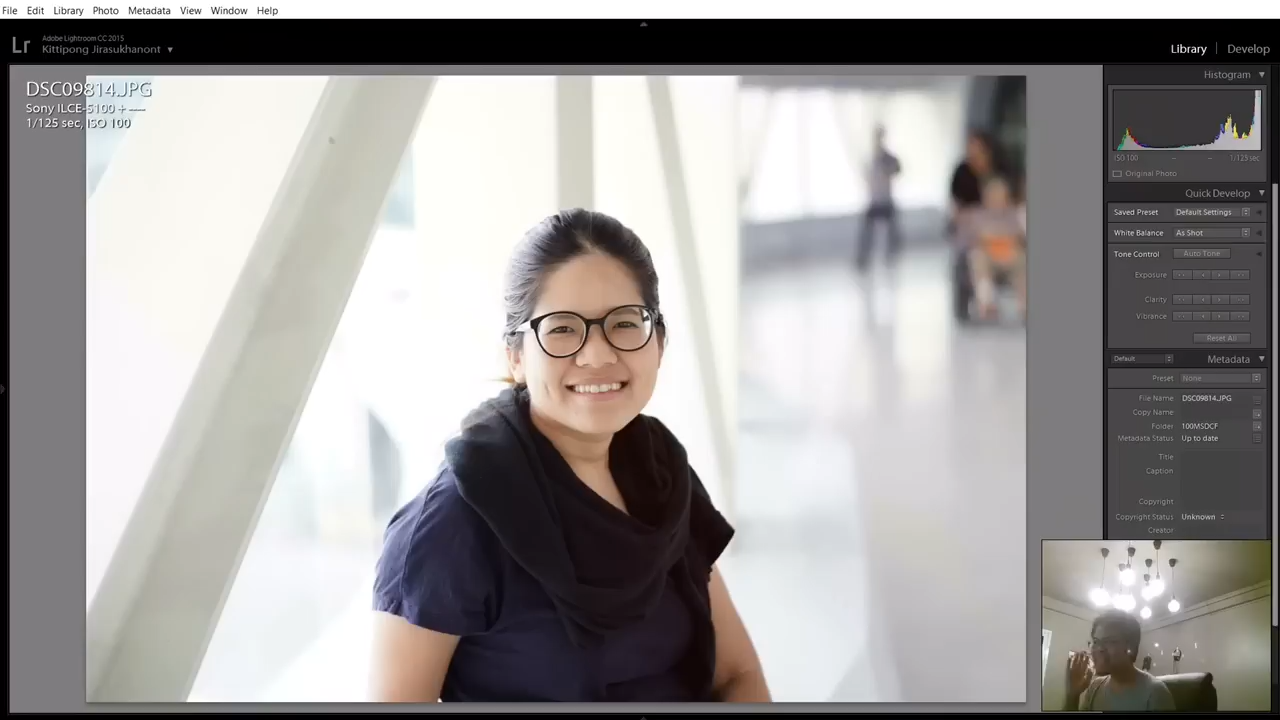 File Edit Library Photo Metadata View Window Help
Lr
Adobe Lightroom CC 2015
Kittipong Jirasukhanont
Library
Develop
DSC09814.JPG
Sony ILCE-5100 + ----
1/125 sec, ISO 100
Histogram
ISO 100 – – 1/125 sec
Original Photo
Quick Develop
Saved Preset Default Settings
White Balance As Shot
Tone Control Auto Tone
Exposure
Clarity
Vibrance
Reset All
Default Metadata
Preset None
File Name DSC09814.JPG
Copy Name
Folder 100MSDCF
Metadata Status Up to date
Title
Caption
Copyright
Copyright Status Unknown
Creator